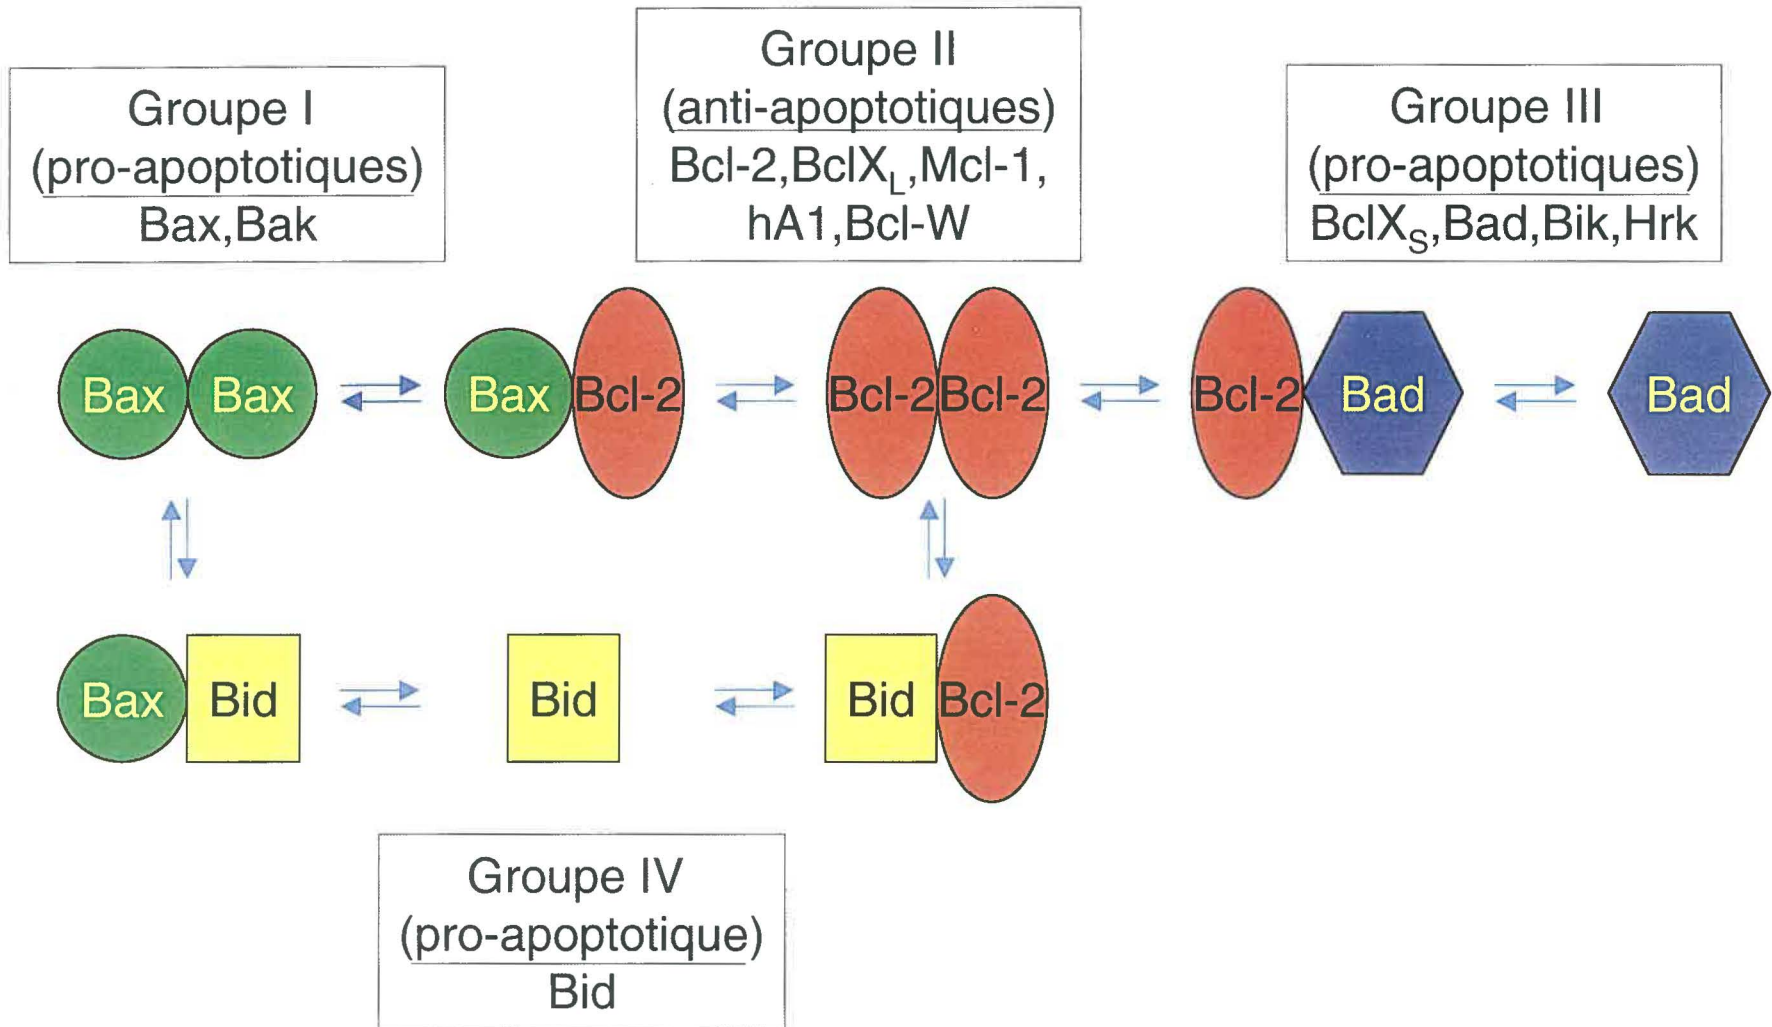 Groupe I
(pro-apoptotiques)
Bax,Bak
Groupe II
(anti-apoptotiques)
Bcl-2,BclX_L,Mcl-1,
hA1,Bcl-W
Groupe III
(pro-apoptotiques)
BclX_S,Bad,Bik,Hrk
Bax Bax Bax Bcl-2 Bcl-2 Bcl-2 Bcl-2 Bad Bad
Bax Bid Bid Bid Bcl-2
Groupe IV
(pro-apoptotique)
Bid